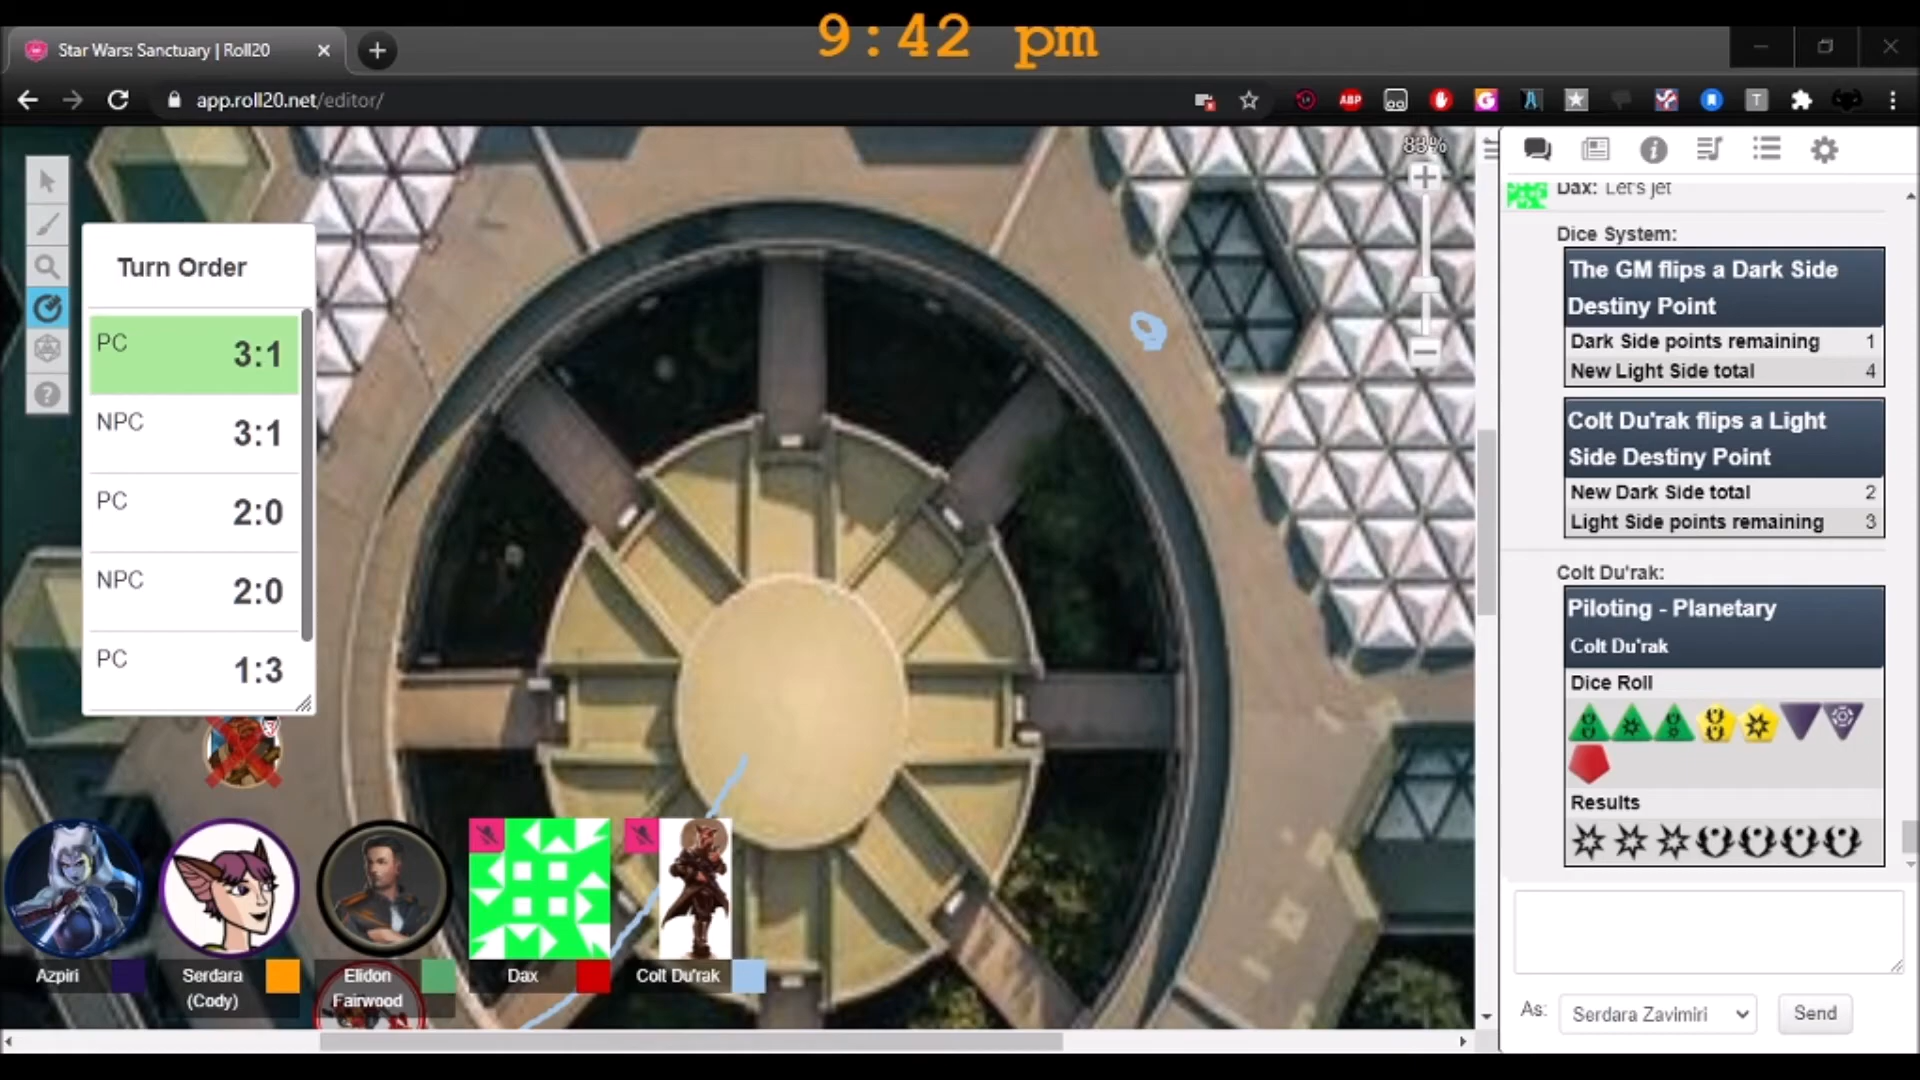 9:42 pm
Star Wars: Sanctuary | Roll20
app.roll20.net/editor/
ABP
T
83%
Turn Order
PC 3:1
NPC 3:1
PC 2:0
NPC 2:0
PC 1:3
Azpiri
Serdara
(Cody)
Elidon
Fairwood
Dax
Colt Du'rak
Dax: Let's jet
Dice System:
The GM flips a Dark Side
Destiny Point
Dark Side points remaining 1
New Light Side total 4
Colt Du'rak flips a Light
Side Destiny Point
New Dark Side total 2
Light Side points remaining 3
Colt Du'rak:
Piloting - Planetary
Colt Du'rak
Dice Roll
Results
As: Serdara Zavimiri Send